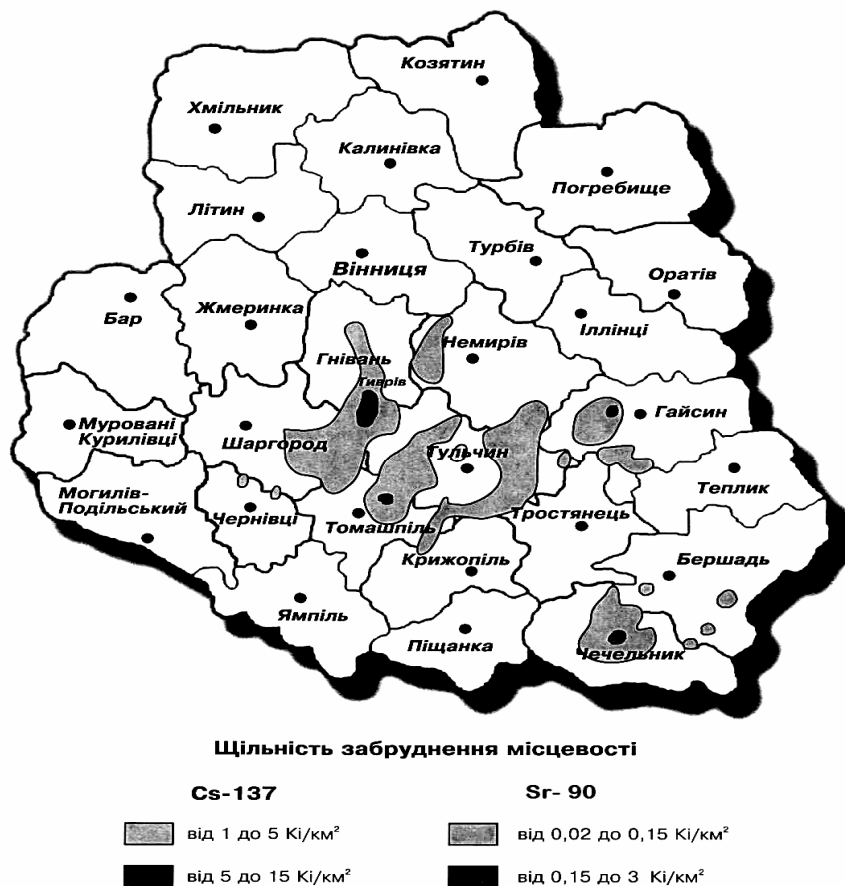 Козятин
Хмільник
Калинівка
Погребище
Літин
Турбів
Вінниця
Оратів
Бар
Жмеринка
Іллінці
Немирів
Гнівань
Тиврів
Гайсин
Муровані
Курилівці
Шаргород
Тульчин
Теплик
Могилів-
Подільський
Чернівці
Томашпіль
Тростянець
Крижопіль
Бершадь
Ямпіль
Піщанка
Чечельник
Щільність забруднення місцевості
Cs-137
Sr- 90
від 1 до 5 Кі/км²
від 0,02 до 0,15 Кі/км²
від 5 до 15 Кі/км²
від 0,15 до 3 Кі/км²